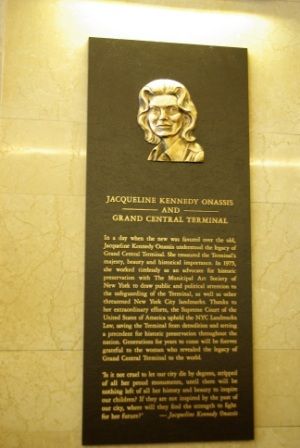 JACQUELINE KENNEDY ONASSIS
AND
GRAND CENTRAL TERMINAL
In a day when the new was favored over the old,
Jacqueline Kennedy Onassis understood the legacy of
Grand Central Terminal. She treasured the Terminal's
majesty, beauty and historical importance. In 1975,
she worked tirelessly as an advocate for historic
preservation with The Municipal Art Society of
New York to draw public and political attention to
the safeguarding of the Terminal, as well as other
threatened New York City landmarks. Thanks to
her extraordinary efforts, the Supreme Court of the
United States of America upheld the NYC Landmarks
Law, saving the Terminal from demolition and setting
a precedent for historic preservation throughout the
nation. Generations for years to come will be forever
grateful to the woman who revealed the legacy of
Grand Central Terminal to the world.
"Is it not cruel to let our city die by degrees, stripped
of all her proud monuments, until there will be
nothing left of all her history and beauty to inspire
our children? If they are not inspired by the past of
our city, where will they find the strength to fight
for her future?" — Jacqueline Kennedy Onassis